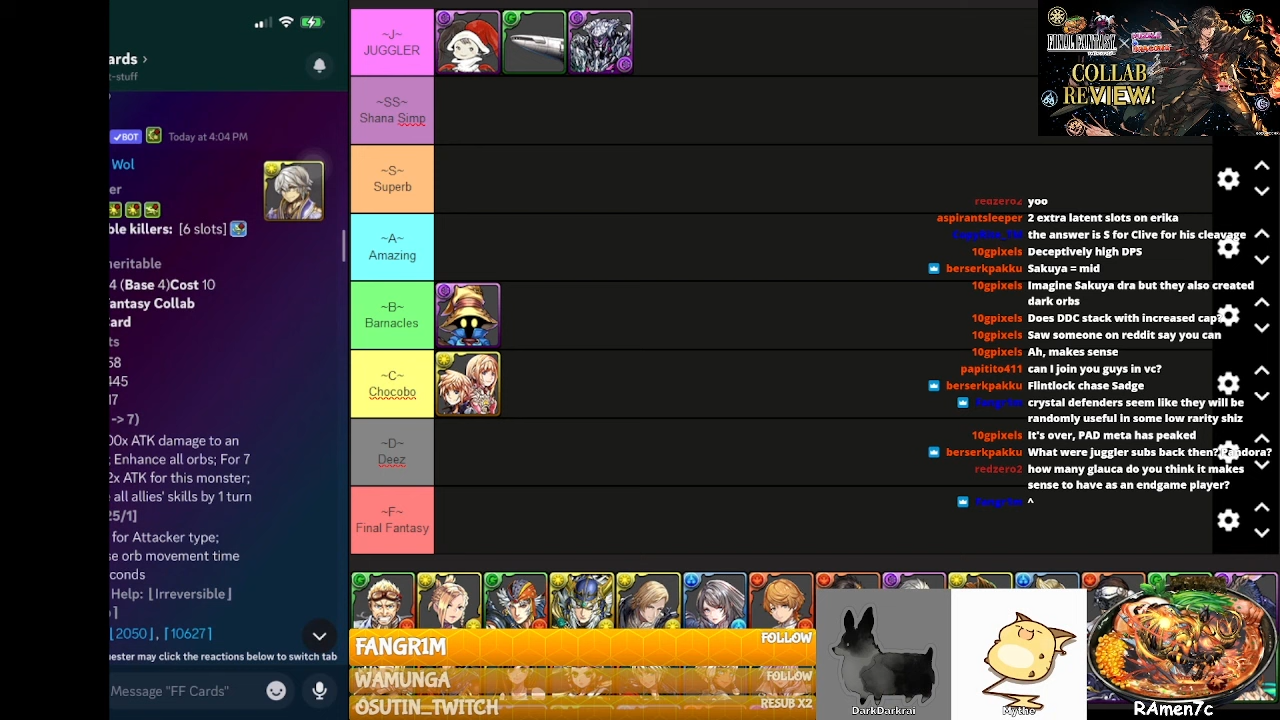 ards ›
t-stuff
✓BOT
Today at 4:04 PM
Wol
er
ble killers: [6 slots]
heritable
4 (Base 4)Cost 10
antasy Collab
ard
ts
58
445
17
-> 7)
00x ATK damage to an
; Enhance all orbs; For 7
2x ATK for this monster;
e all allies' skills by 1 turn
25/1]
for Attacker type;
se orb movement time
conds
Help: [Irreversible]
[2050], [10627]
ester may click the reactions below to switch tab
Message "FF Cards"
~J~
JUGGLER
~SS~
Shana Simp
~S~
Superb
~A~
Amazing
~B~
Barnacles
~C~
Chocobo
~D~
Deez
~F~
Final Fantasy
FINAL FANTASY
COLLAB
REVIEW!
redzero2 yoo
aspirantsleeper 2 extra latent slots on erika
the answer is S for Clive for his cleavage
10gpixels Deceptively high DPS
berserkpakku Sakuya = mid
10gpixels Imagine Sakuya dra but they also created
dark orbs
10gpixels Does DDC stack with increased cap?
10gpixels Saw someone on reddit say you can
10gpixels Ah, makes sense
papitito411 can I join you guys in vc?
berserkpakku Flintlock chase Sadge
Fangr1m crystal defenders seem like they will be
randomly useful in some low rarity shiz
10gpixels It's over, PAD meta has peaked
berserkpakku What were juggler subs back then? Pandora?
redzero2 how many glauca do you think it makes
sense to have as an endgame player?
Fangr1m ^
FANGR1M FOLLOW
WAMUNGA FOLLOW
OSUTIN_TWITCH RESUB X2
DarkDarkrai
Mythe
RAmen7c